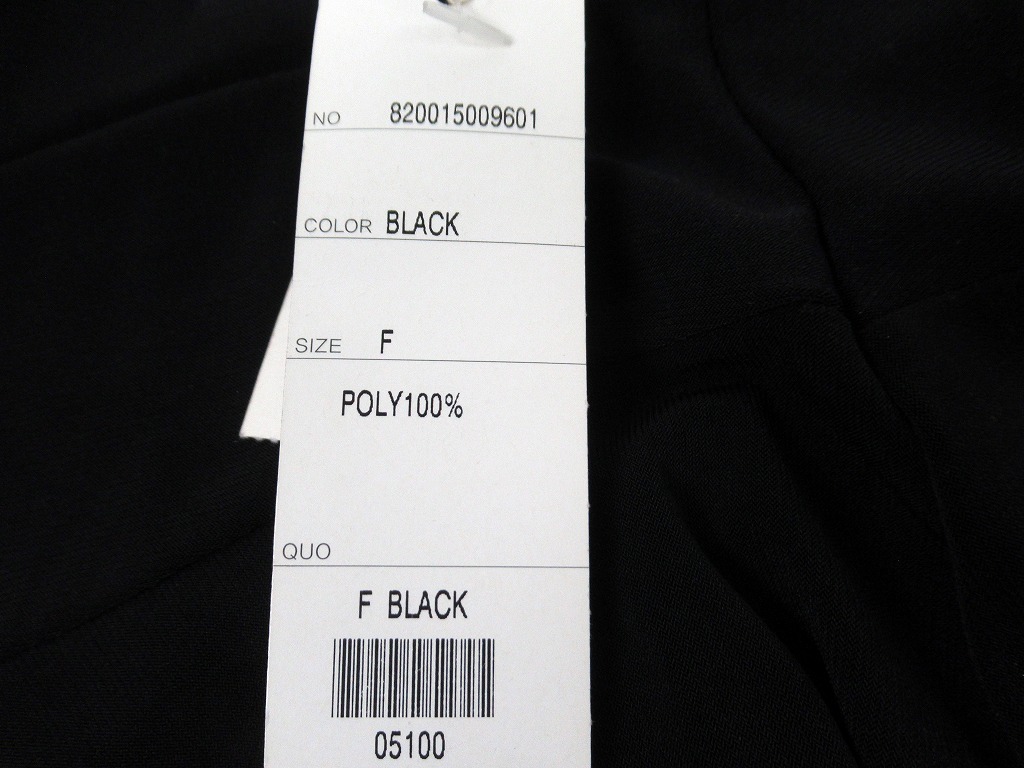 NO 820015009601
COLOR BLACK
SIZE F
POLY100%
QUO
F BLACK
05100